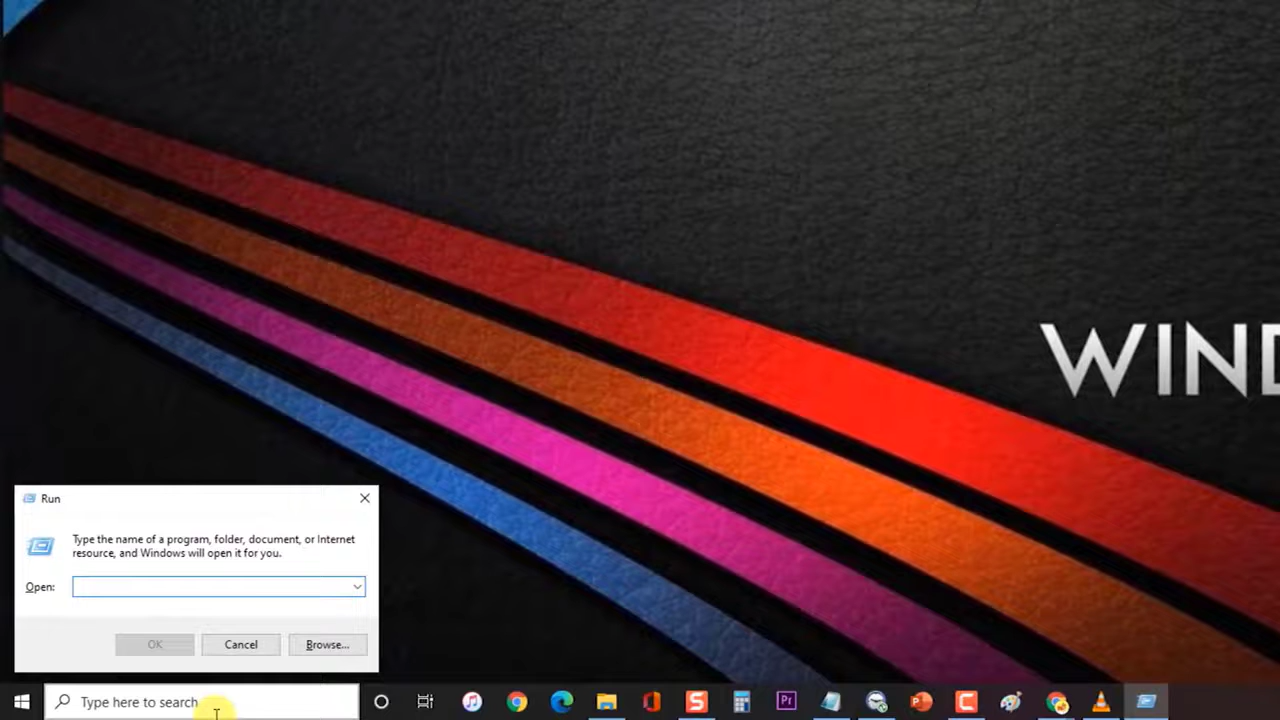 WIND
Run
Type the name of a program, folder, document, or Internet
resource, and Windows will open it for you.
Open:
OK
Cancel
Browse...
Type here to search
S
Pr
P
C